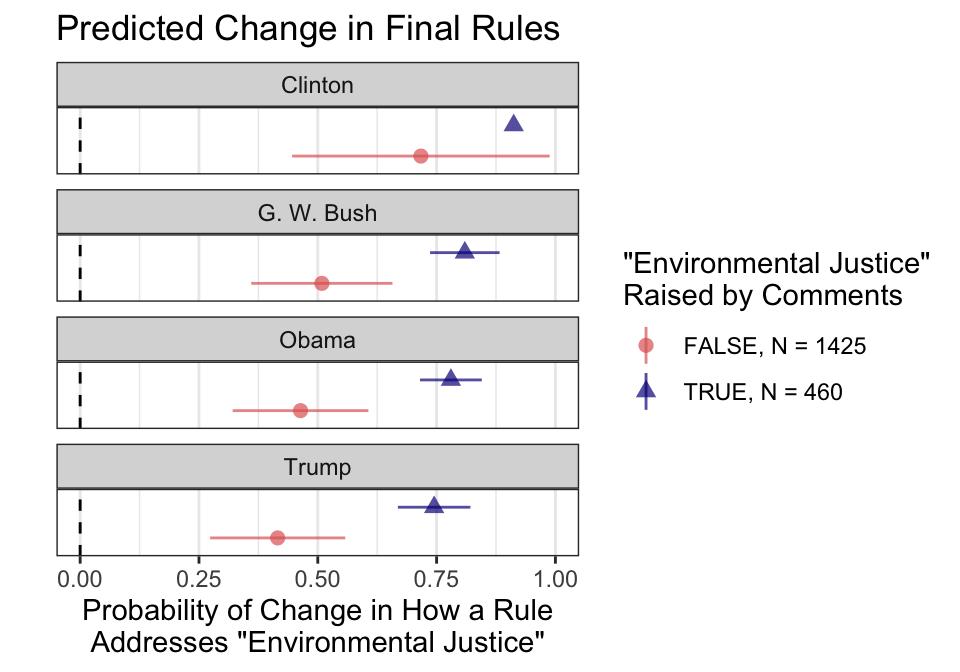 Predicted Change in Final Rules
Clinton
G. W. Bush
Obama
Trump
0.00 0.25 0.50 0.75 1.00
Probability of Change in How a Rule
Addresses "Environmental Justice"
"Environmental Justice"
Raised by Comments
FALSE, N = 1425
TRUE, N = 460